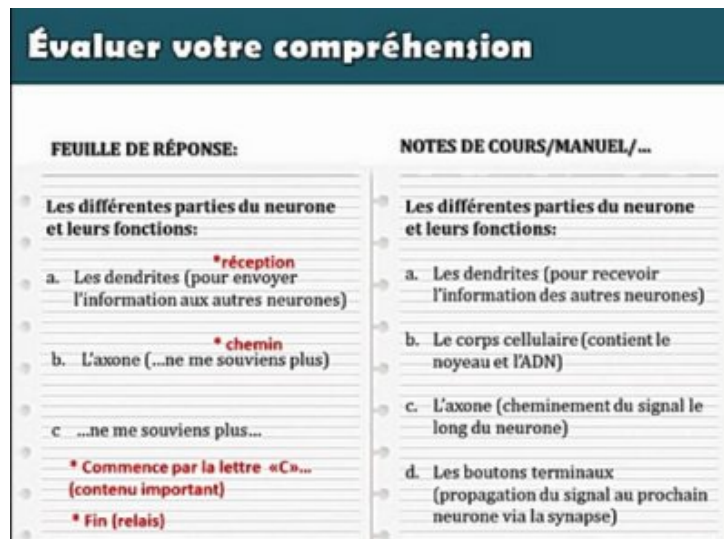 Évaluer votre compréhension
FEUILLE DE RÉPONSE:
Les différentes parties du neurone
et leurs fonctions:
*réception
a. Les dendrites (pour envoyer
l'information aux autres neurones)
* chemin
b. L'axone (...ne me souviens plus)
c ...ne me souviens plus...
* Commence par la lettre «C»...
(contenu important)
* Fin (relais)
NOTES DE COURS/MANUEL/...
Les différentes parties du neurone
et leurs fonctions:
a. Les dendrites (pour recevoir
l'information des autres neurones)
b. Le corps cellulaire (contient le
noyeau et l'ADN)
c. L'axone (cheminement du signal le
long du neurone)
d. Les boutons terminaux
(propagation du signal au prochain
neurone via la synapse)